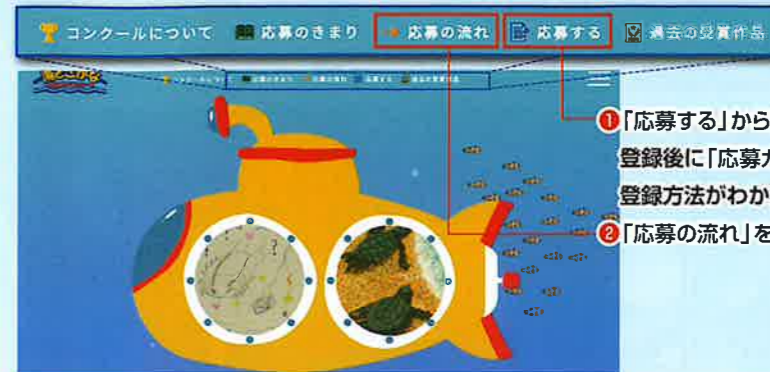 コンクールについて 応募のきまり 応募の流れ 応募する 過去の受賞作品
❶「応募する」から
登録後に「応募カ
登録方法がわか
❷「応募の流れ」を